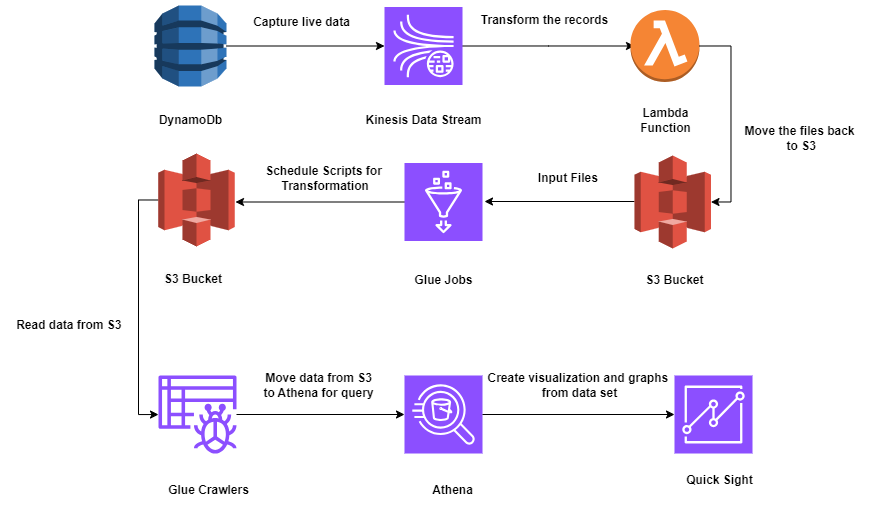 Capture live data
Transform the records
DynamoDb
Kinesis Data Stream
Lambda
Function
Move the files back
to S3
Schedule Scripts for
Transformation
Input Files
S3 Bucket
Glue Jobs
S3 Bucket
Read data from S3
Move data from S3
to Athena for query
Create visualization and graphs
from data set
Glue Crawlers
Athena
Quick Sight